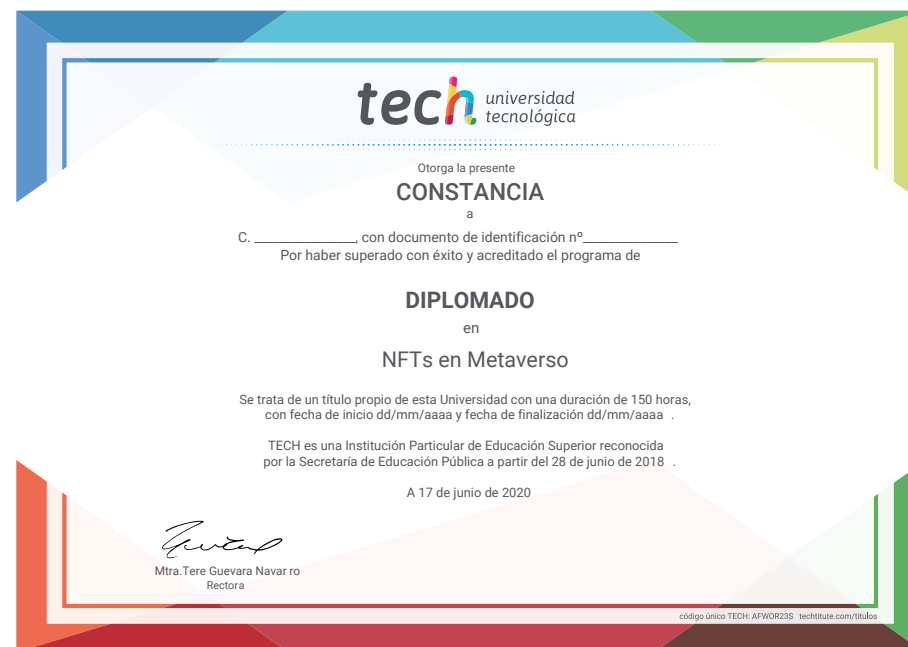 tech universidad
tecnológica
Otorga la presente
CONSTANCIA
a
C. ________________, con documento de identificación nº_______________
Por haber superado con éxito y acreditado el programa de
DIPLOMADO
en
NFTs en Metaverso
Se trata de un título propio de esta Universidad con una duración de 150 horas,
con fecha de inicio dd/mm/aaaa y fecha de finalización dd/mm/aaaa .
TECH es una Institución Particular de Educación Superior reconocida
por la Secretaría de Educación Pública a partir del 28 de junio de 2018 .
A 17 de junio de 2020
Mtra.Tere Guevara Navar ro
Rectora
código único TECH: AFWOR23S techtitute.com/titulos